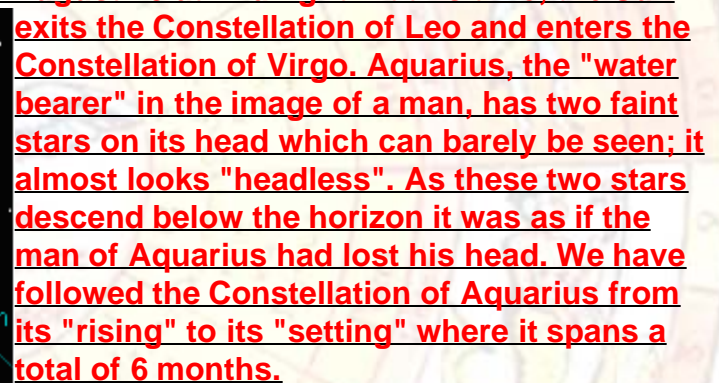 exits the Constellation of Leo and enters the
Constellation of Virgo. Aquarius, the "water
bearer" in the image of a man, has two faint
stars on its head which can barely be seen; it
almost looks "headless". As these two stars
descend below the horizon it was as if the
man of Aquarius had lost his head. We have
followed the Constellation of Aquarius from
its "rising" to its "setting" where it spans a
total of 6 months.